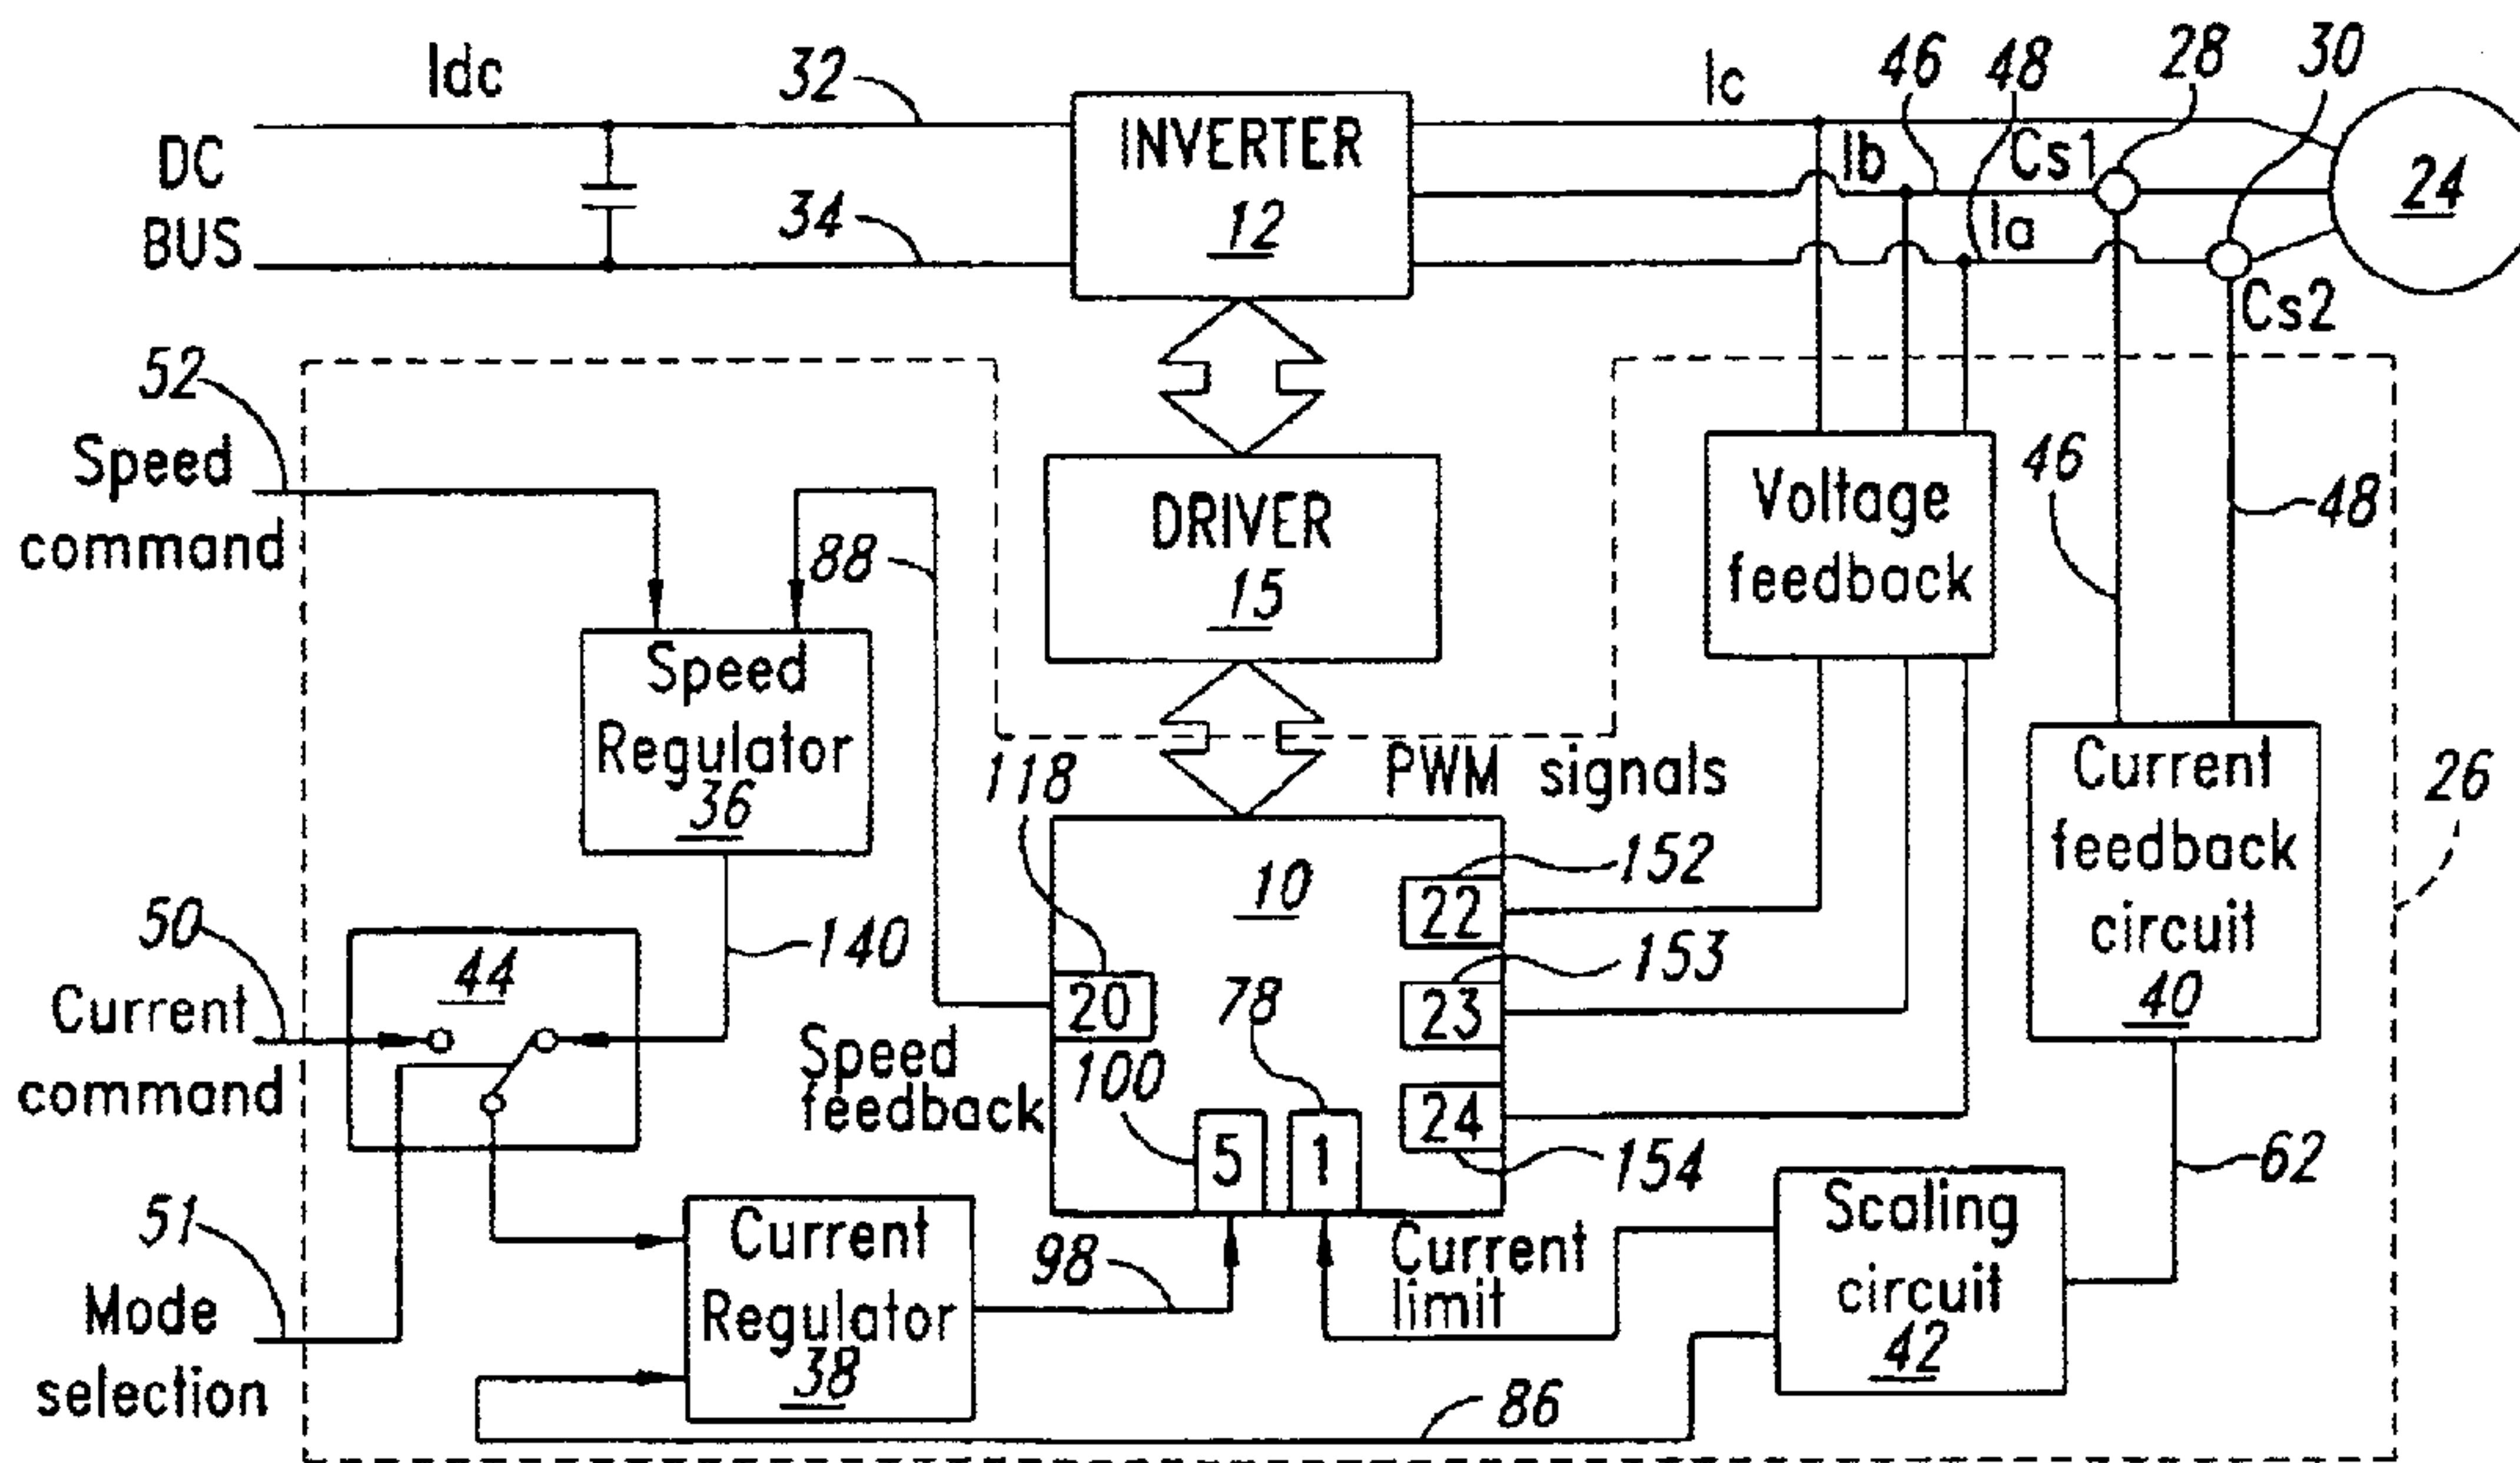 Idc
32
Ic
46
48
28
30
DC
BUS
34
INVERTER
12
Ib
Cs1
Ia
24
Cs2
52
Speed
command
88
DRIVER
15
Voltage
feedback
46
48
Speed
Regulator
36
118
PWM signals
Current
feedback
circuit
40
26
10
152
22
50
Current
command
44
140
20
78
153
23
Speed
feedback
100
5
1
24
154
62
51
Mode
selection
Current
Regulator
38
98
Current
limit
Scaling
circuit
42
86